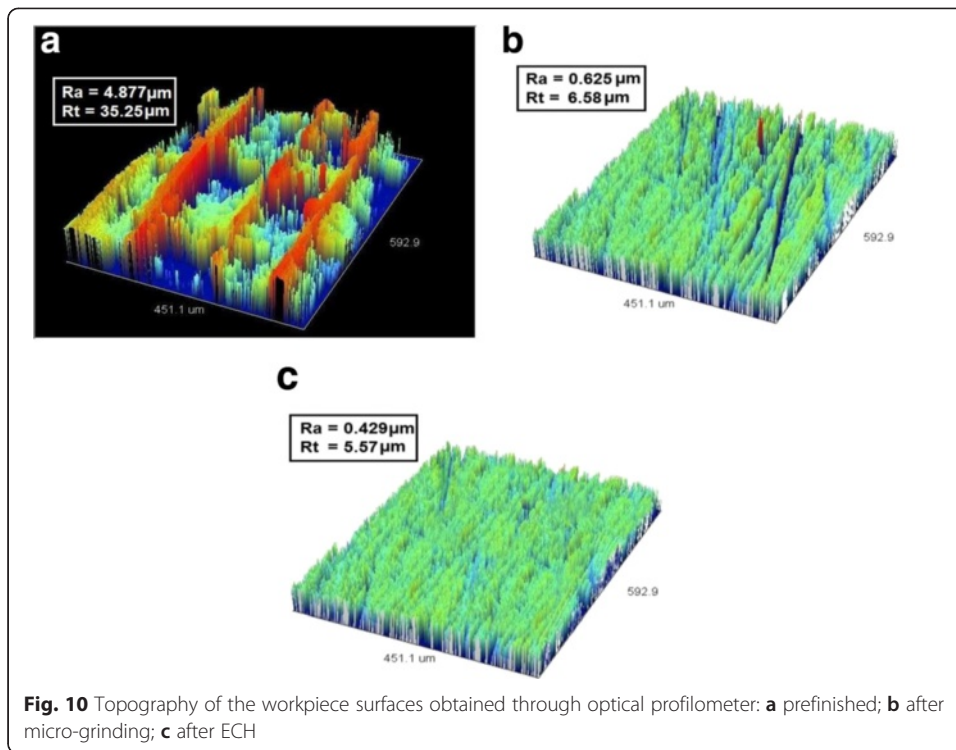 a
Ra = 4.877µm
Rt = 35.25µm
592.9
451.1 um
b
Ra = 0.625µm
Rt = 6.58µm
592.9
451.1 um
c
Ra = 0.429µm
Rt = 5.57µm
592.9
451.1 um
Fig. 10 Topography of the workpiece surfaces obtained through optical profilometer: a prefinished; b after
micro-grinding; c after ECH